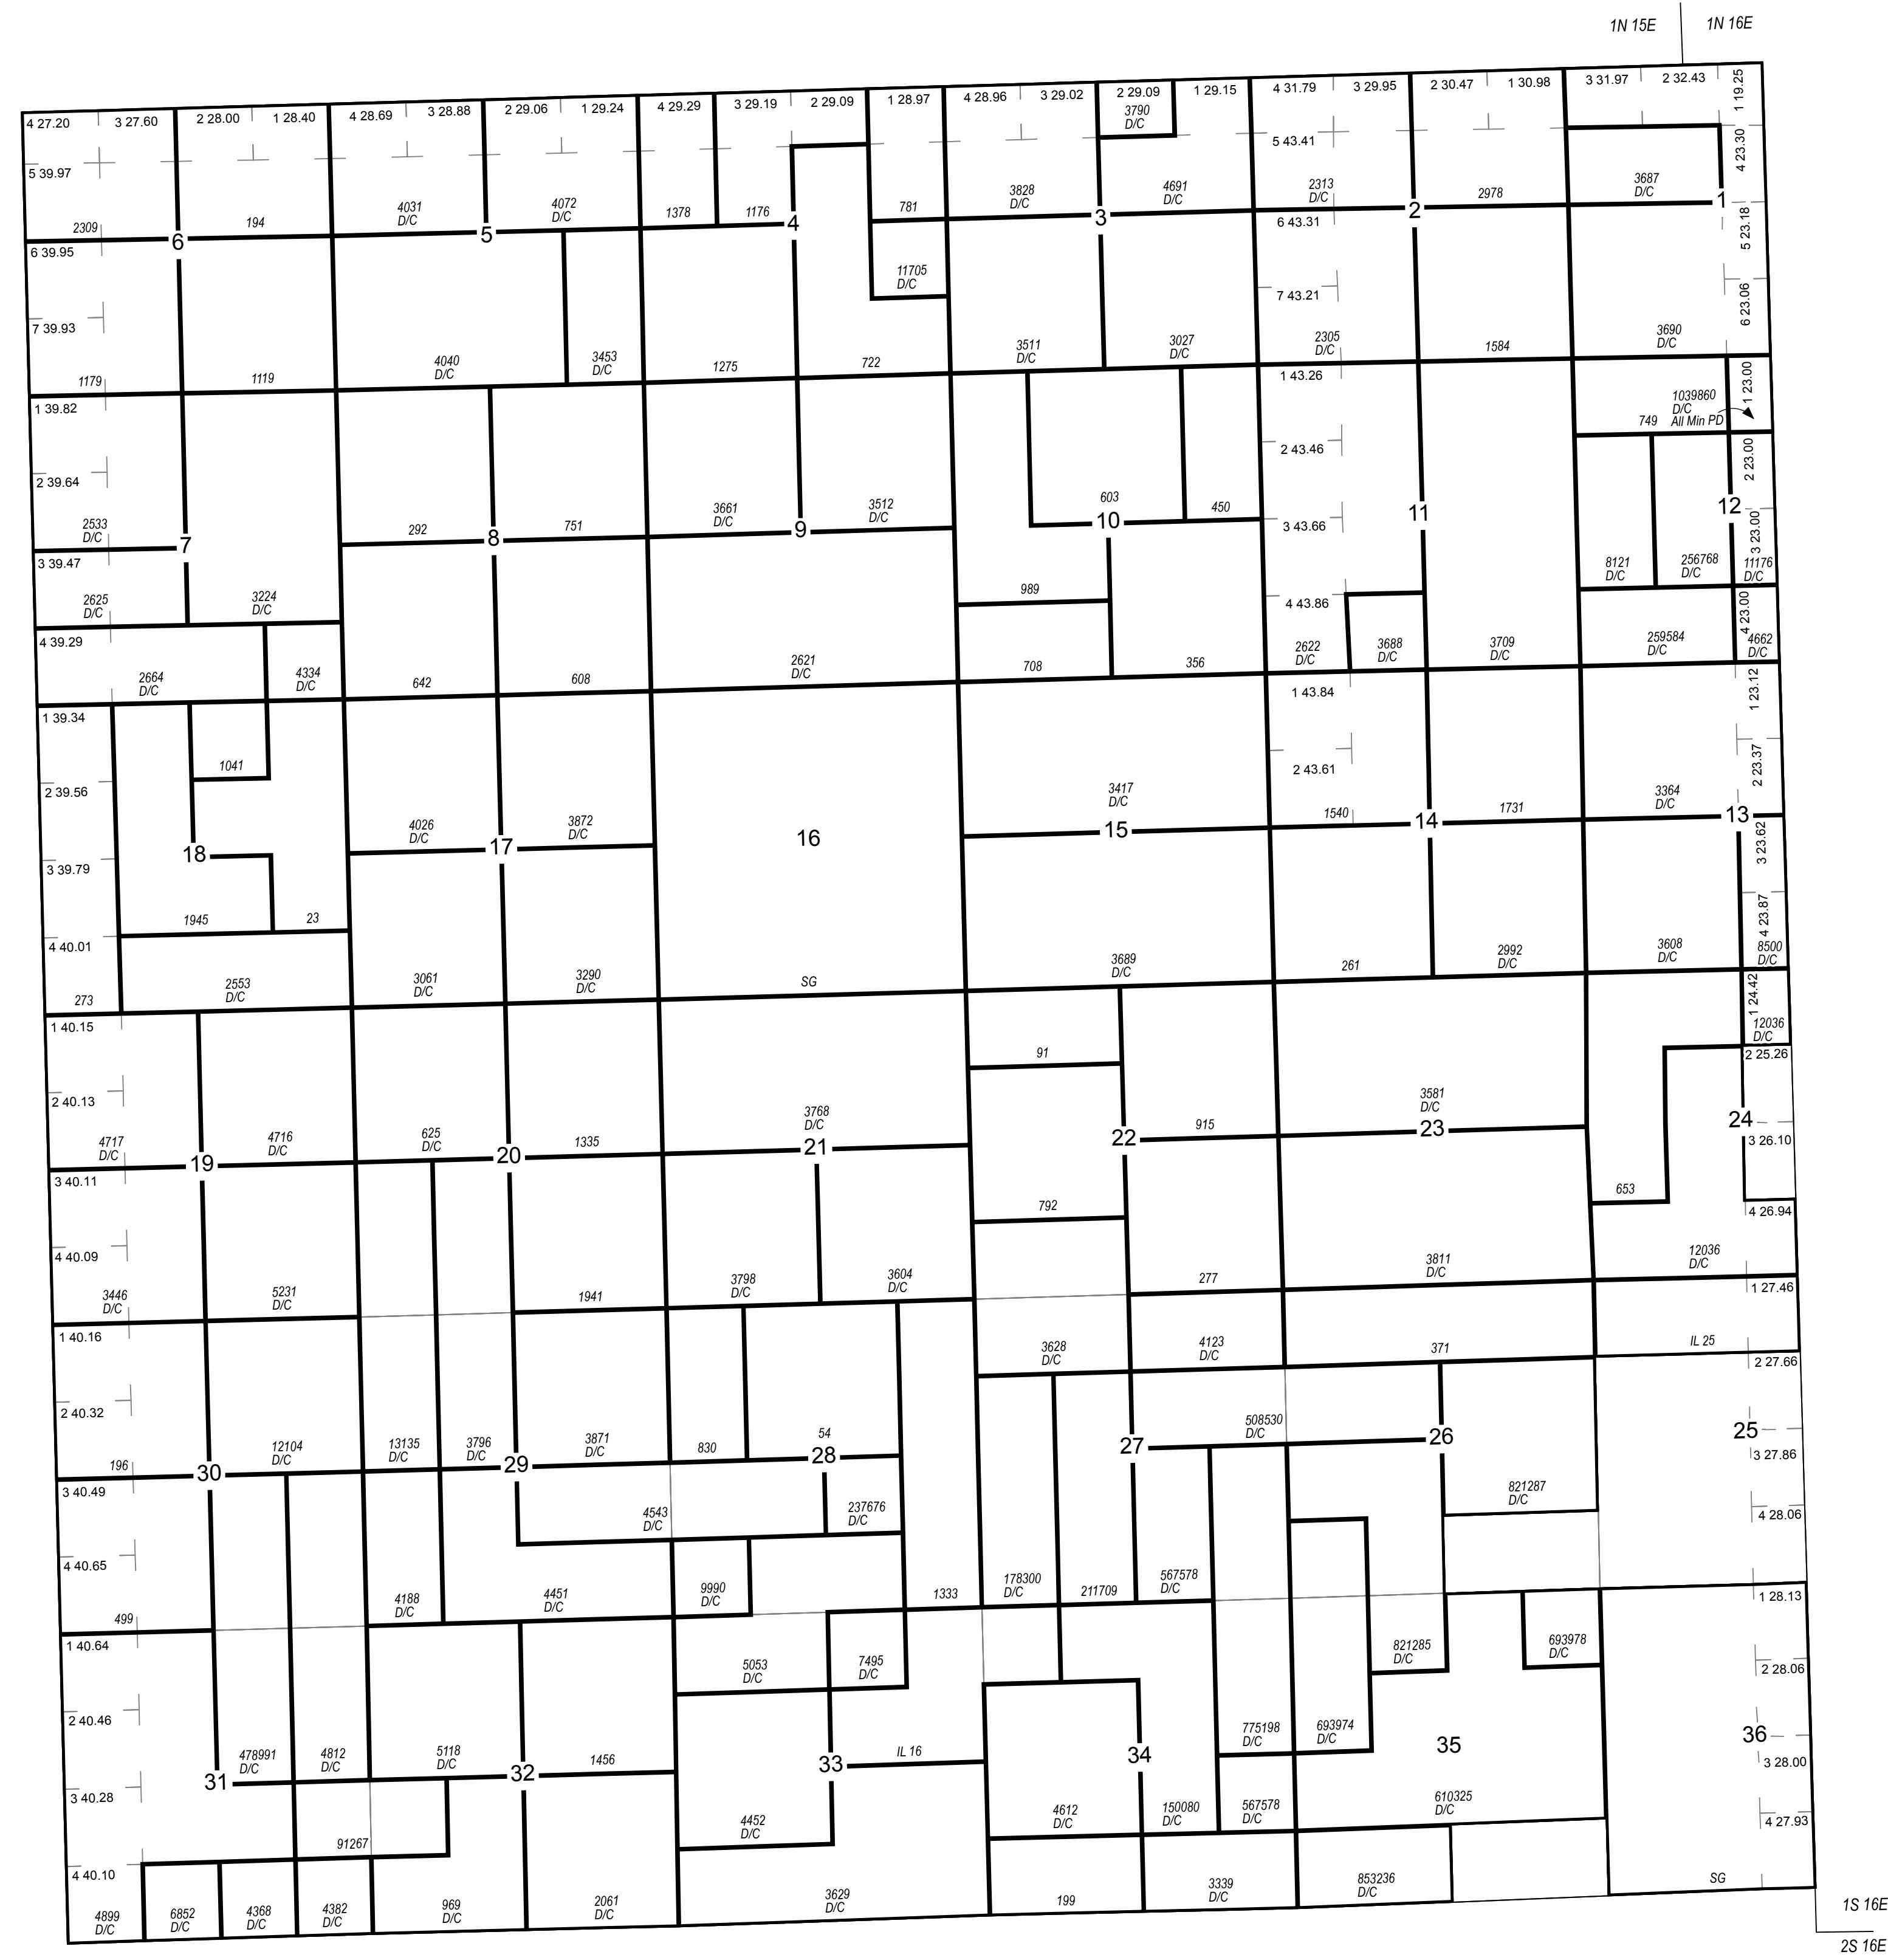 1N 15E
1N 16E
4 27.20
3 27.60
2 28.00
1 28.40
4 28.69
3 28.88
2 29.06
1 29.24
4 29.29
3 29.19
2 29.09
1 28.97
4 28.96
3 29.02
2 29.09
1 29.15
4 31.79
3 29.95
2 30.47
1 30.98
3 31.97
2 32.43
1 19.25
3790
D/C
5 39.97
5 43.41
4 23.30
2309
6
194
4031
D/C
5
4072
D/C
1378
1176
4
781
3828
D/C
3
4691
D/C
2313
D/C
2
2978
3687
D/C
1
6 39.95
6 43.31
5 23.18
11705
D/C
7 39.93
7 43.21
6 23.06
1179
1119
4040
D/C
3453
D/C
1275
722
3511
D/C
3027
D/C
2305
D/C
1584
3690
D/C
1 39.82
1 43.26
1 23.00
1039860
D/C
All Min PD
749
2 39.64
2 43.46
2 23.00
2533
D/C
7
292
8
751
3661
D/C
9
3512
D/C
603
10
450
3 43.66
11
12
3 23.00
3 39.47
8121
D/C
256768
D/C
11176
D/C
2625
D/C
3224
D/C
989
4 43.86
4 23.00
4 39.29
2664
D/C
4334
D/C
642
608
2621
D/C
708
356
2622
D/C
3688
D/C
3709
D/C
259584
D/C
4662
D/C
1 39.34
1 43.84
1 23.12
1041
2 39.56
2 43.61
2 23.37
18
4026
D/C
17
3872
D/C
16
3417
D/C
15
1540
14
1731
3364
D/C
13
3 39.79
3 23.62
1945
23
4 40.01
4 23.87
273
2553
D/C
3061
D/C
3290
D/C
SG
3689
D/C
261
2992
D/C
3608
D/C
8500
D/C
1 40.15
1 24.42
12036
D/C
91
2 25.26
2 40.13
4717
D/C
19
4716
D/C
625
D/C
20
1335
3768
D/C
21
22
915
3581
D/C
23
24
3 26.10
3 40.11
792
653
4 26.94
4 40.09
3446
D/C
5231
D/C
1941
3798
D/C
3604
D/C
277
3811
D/C
12036
D/C
1 40.16
1 27.46
3628
D/C
4123
D/C
371
IL 25
2 27.66
2 40.32
196
30
12104
D/C
13135
D/C
3796
D/C
29
3871
D/C
830
54
28
27
508530
D/C
26
25
3 27.86
3 40.49
4543
D/C
237676
D/C
821287
D/C
4 28.06
4 40.65
499
4188
D/C
4451
D/C
9990
D/C
1333
178300
D/C
211709
567578
D/C
1 28.13
1 40.64
5053
D/C
7495
D/C
821285
D/C
693978
D/C
2 28.06
2 40.46
31
478991
D/C
4812
D/C
5118
D/C
32
1456
33
IL 16
34
775198
D/C
693974
D/C
35
36
3 28.00
3 40.28
91267
4452
D/C
4612
D/C
150080
D/C
567578
D/C
610325
D/C
4 27.93
4 40.10
4899
D/C
6852
D/C
4368
D/C
4382
D/C
969
D/C
2061
D/C
3629
D/C
199
3339
D/C
853236
D/C
SG
1S 16E
2S 16E